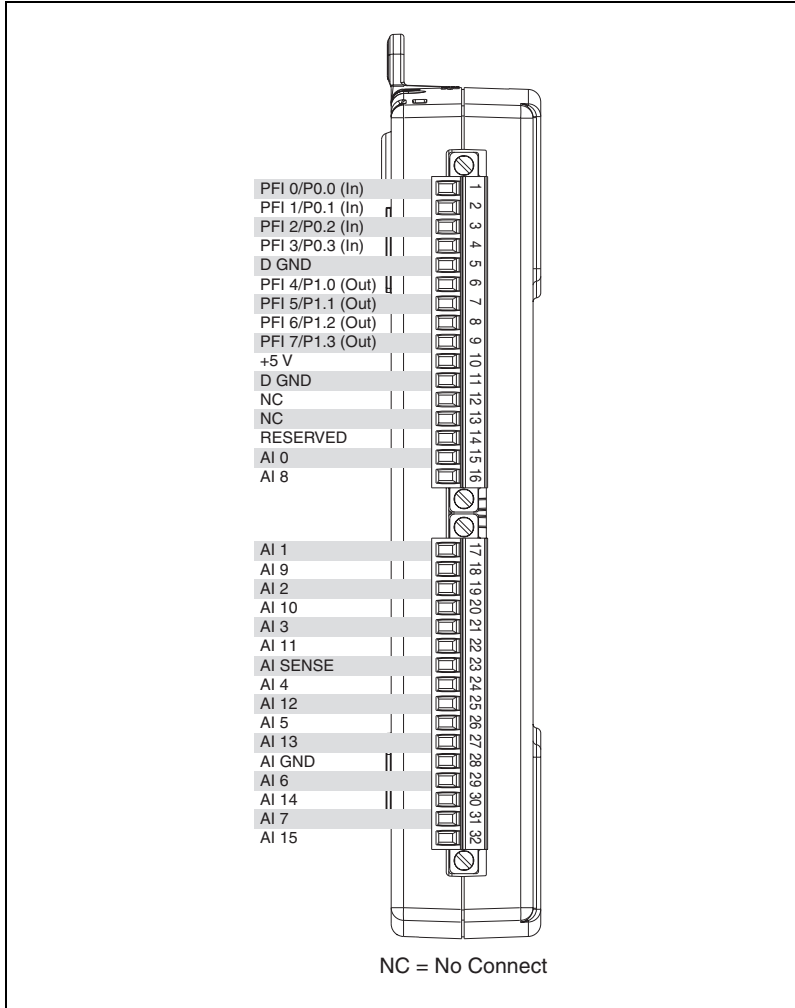 PFI 0/P0.0 (In) 1
PFI 1/P0.1 (In) 2
PFI 2/P0.2 (In) 3
PFI 3/P0.3 (In) 4
D GND 5
PFI 4/P1.0 (Out) 6
PFI 5/P1.1 (Out) 7
PFI 6/P1.2 (Out) 8
PFI 7/P1.3 (Out) 9
+5 V 10
D GND 11
NC 12
NC 13
RESERVED 14
AI 0 15
AI 8 16
AI 1 17
AI 9 18
AI 2 19
AI 10 20
AI 3 21
AI 11 22
AI SENSE 23
AI 4 24
AI 12 25
AI 5 26
AI 13 27
AI GND 28
AI 6 29
AI 14 30
AI 7 31
AI 15 32
NC = No Connect